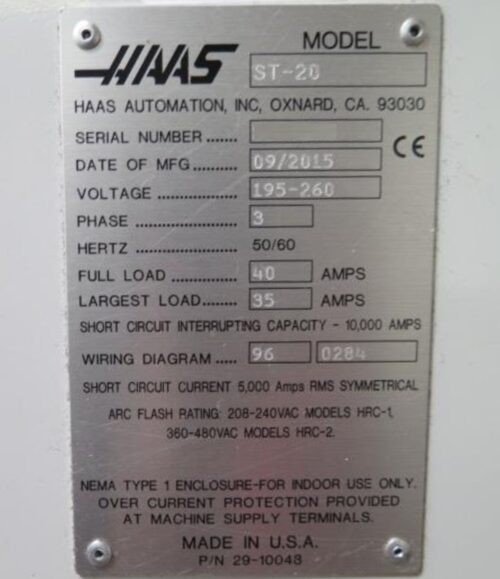 HAAS
MODEL
ST-20
HAAS AUTOMATION, INC, OXNARD, CA. 93030
SERIAL NUMBER .......
CE
DATE OF MFG ....... 09/2015
VOLTAGE ............... 195-260
PHASE .................. 3
HERTZ .................. 50/60
FULL LOAD ........... 40 AMPS
LARGEST LOAD....... 35 AMPS
SHORT CIRCUIT INTERRUPTING CAPACITY - 10,000 AMPS
WIRING DIAGRAM ..... 96 0284
SHORT CIRCUIT CURRENT 5,000 Amps RMS SYMMETRICAL
ARC FLASH RATING: 208-240VAC MODELS HRC-1,
360-480VAC MODELS HRC-2.
NEMA TYPE 1 ENCLOSURE-FOR INDOOR USE ONLY.
OVER CURRENT PROTECTION PROVIDED
AT MACHINE SUPPLY TERMINALS.
MADE IN U.S.A.
P/N 29-10048